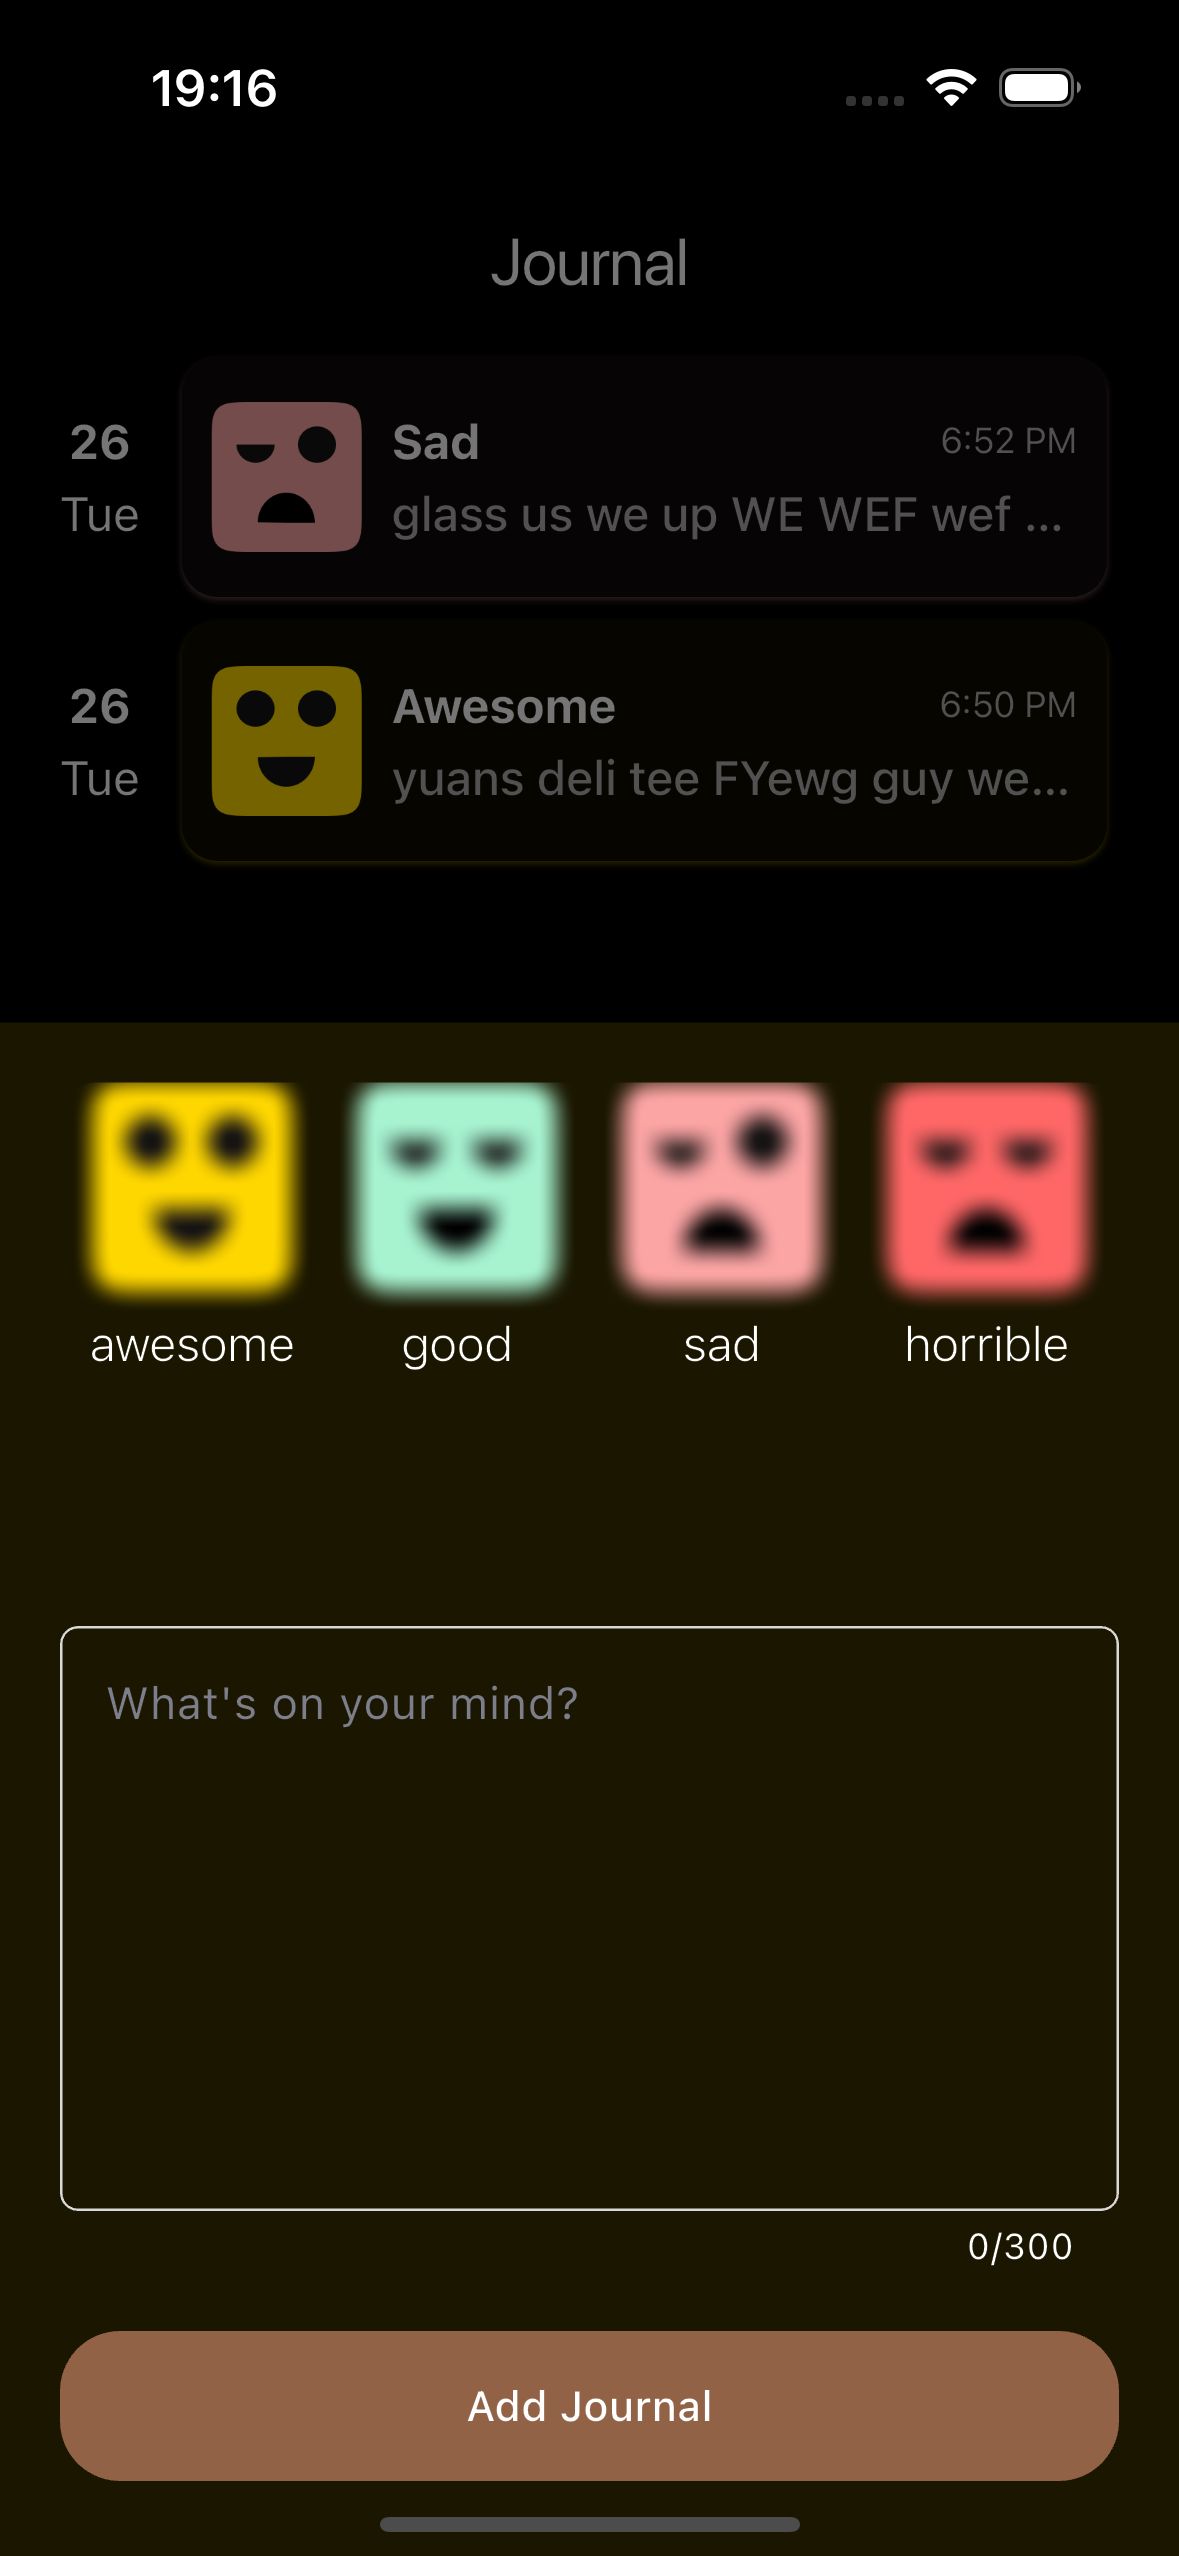 19:16
Journal
26
Tue
Sad
6:52 PM
glass us we up WE WEF wef ...
26
Tue
Awesome
6:50 PM
yuans deli tee FYewg guy we...
awesome
good
sad
horrible
What's on your mind?
0/300
Add Journal